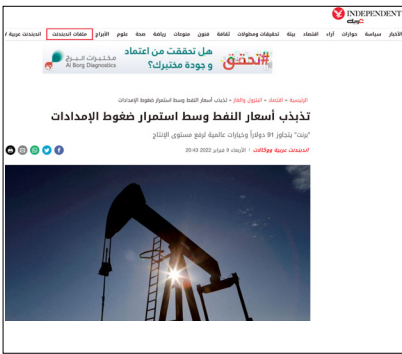 INDEPENDENT
عربية
الأخبار سياسة حوارات آراء اقتصاد بيئة تحقيقات ومطولات ثقافة فنون منوعات رياضة صحة علوم الأبراج ملفات اندبندنت اندبندنت عربية
هل تحققت من اعتماد
و جودة مختبرك؟
#اتحقق
مختبرات البرج
Al Borg Diagnostics
الرئيسية • اقتصاد • البترول والغاز • تذبذب أسعار النفط وسط استمرار ضغوط الإمدادات
تذبذب أسعار النفط وسط استمرار ضغوط الإمدادات
"برنت" يتجاوز 91 دولاراً وخيارات عالمية لرفع مستوى الإنتاج
اندبندنت عربية ووكالات | الأربعاء 9 فبراير 2022 20:43